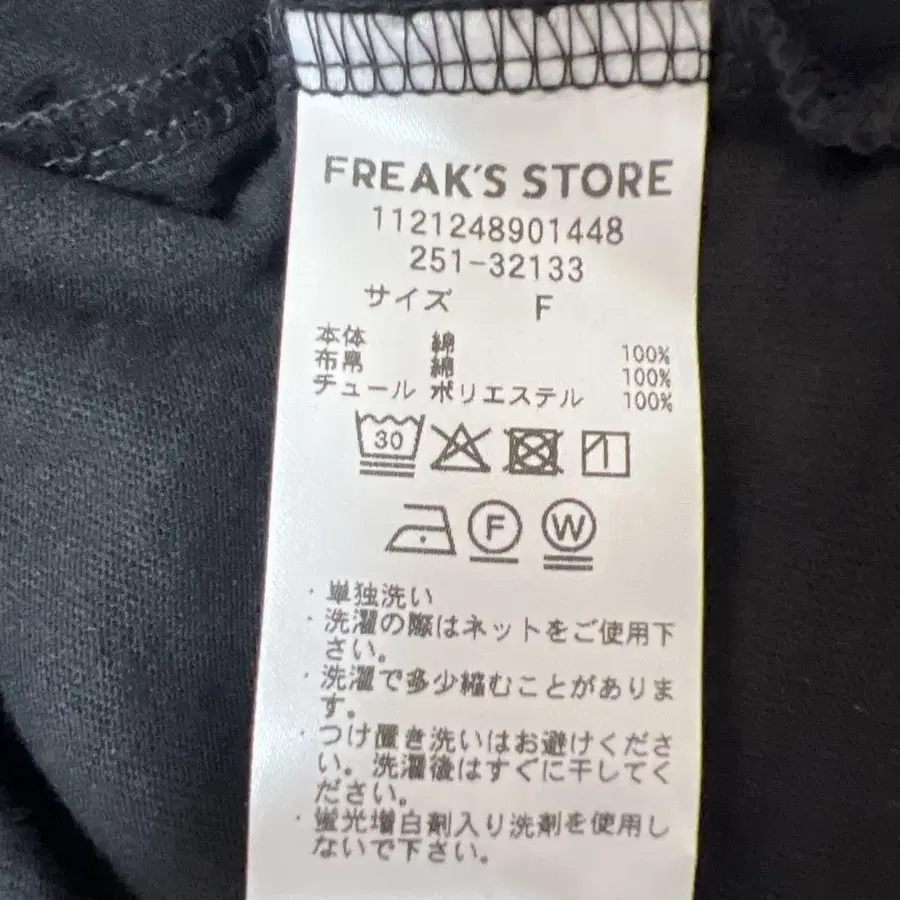 FREAK'S STORE
1121248901448
251-32133
サイズ F
本体 綿 100%
布帛 綿 100%
チュール ポリエステル 100%
30
F W
・単独洗い
・洗濯の際はネットをご使用下
さい。
・洗濯で多少縮むことがありま
す。
・つけ置き洗いはお避けくださ
い。洗濯後はすぐに干してく
ださい。
・蛍光増白剤入り洗剤を使用し
ないで下さい。